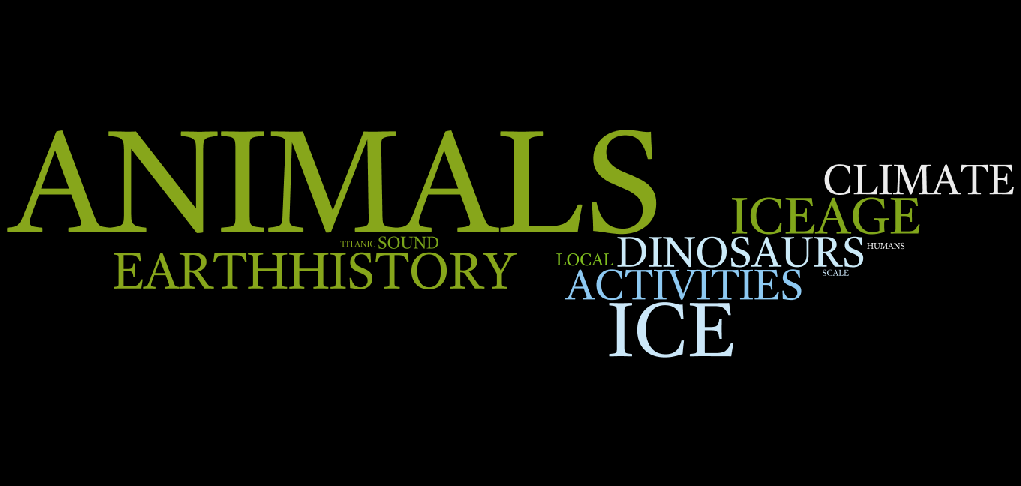 ANIMALS
CLIMATE
ICEAGE
TITANIC SOUND
LOCAL DINOSAURS HUMANS
EARTHHISTORY
SCALE
ACTIVITIES
ICE